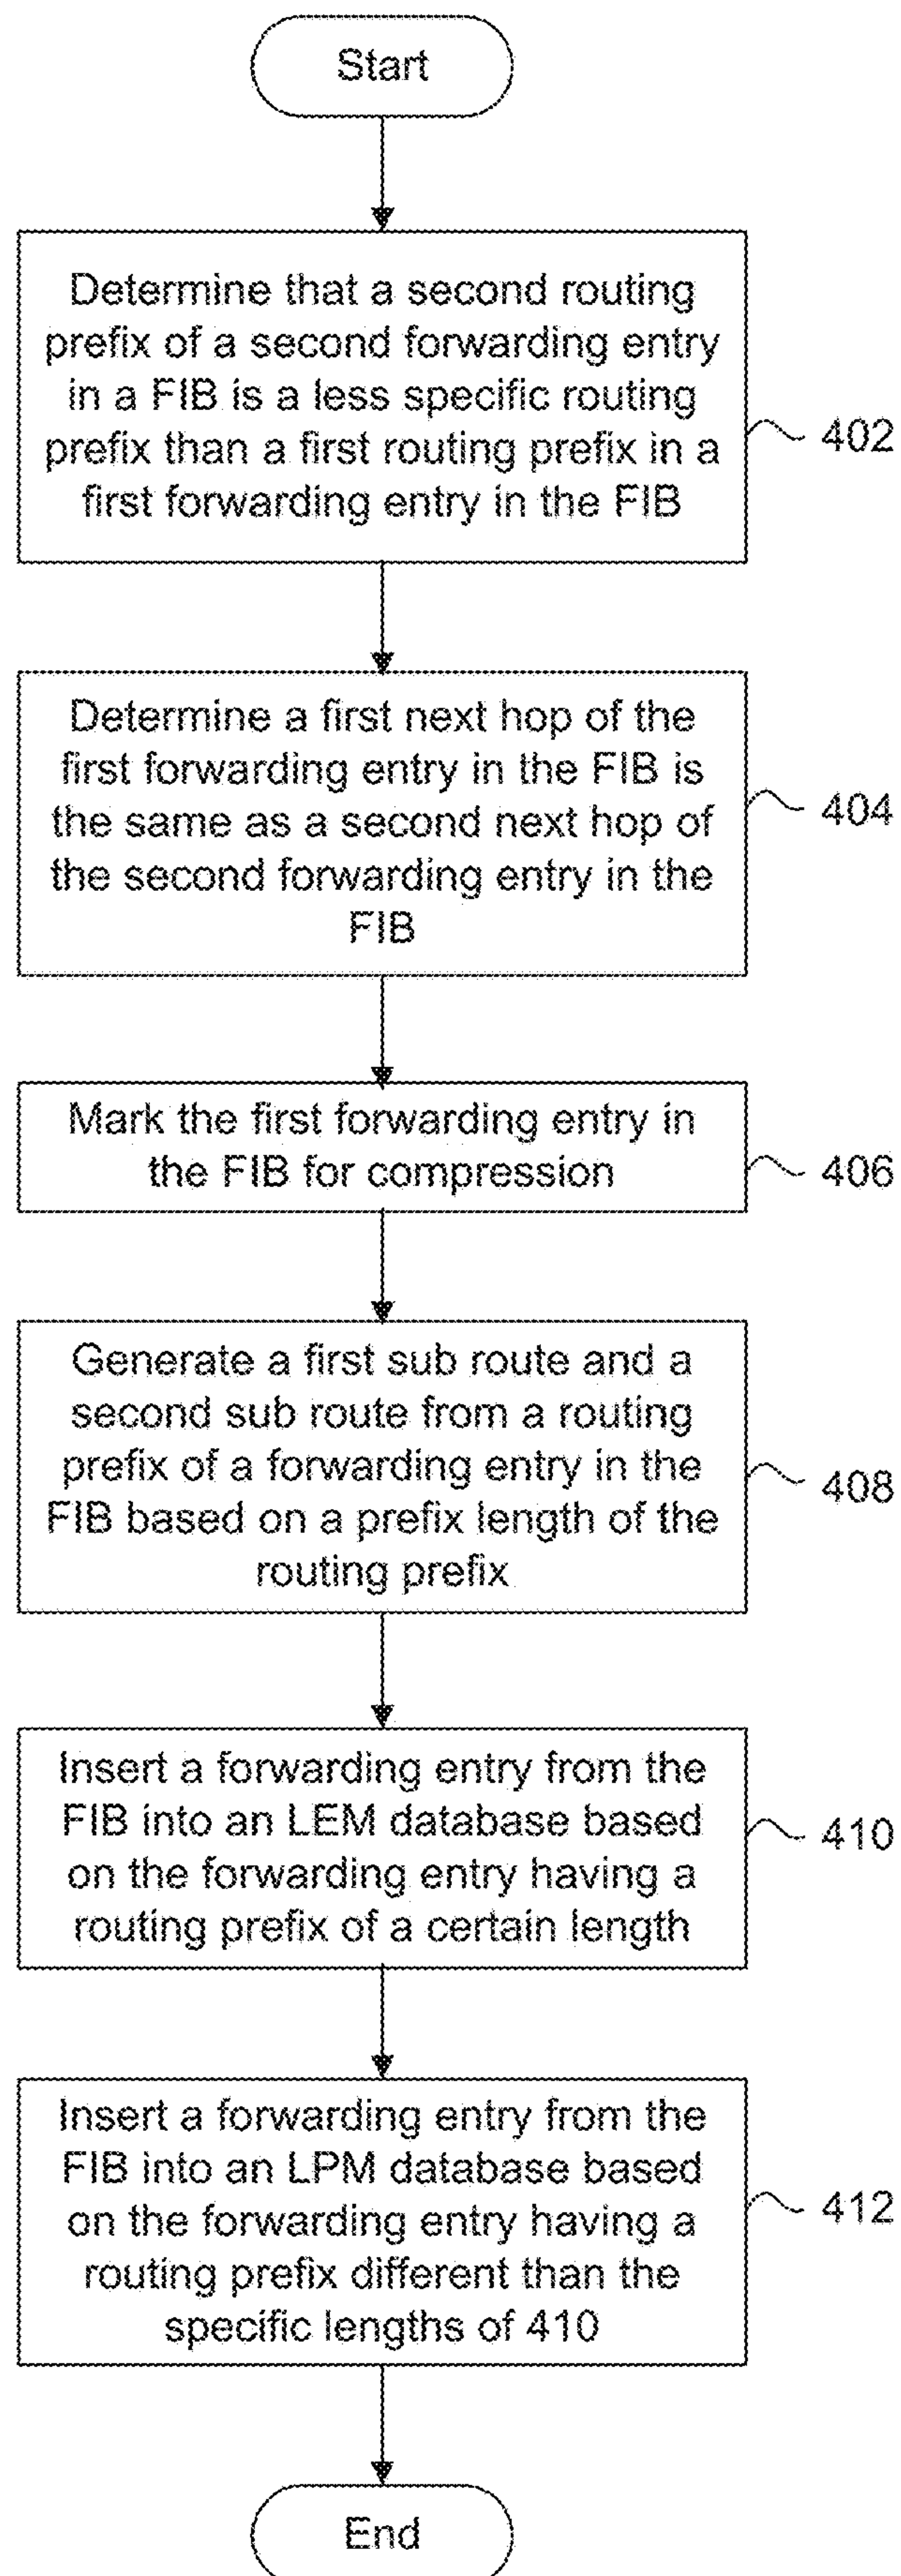 Start
Determine that a second routing
prefix of a second forwarding entry
in a FIB is a less specific routing
prefix than a first routing prefix in a
first forwarding entry in the FIB
402
Determine a first next hop of the
first forwarding entry in the FIB is
the same as a second next hop of
the second forwarding entry in the
FIB
404
Mark the first forwarding entry in
the FIB for compression
406
Generate a first sub route and a
second sub route from a routing
prefix of a forwarding entry in the
FIB based on a prefix length of the
routing prefix
408
Insert a forwarding entry from the
FIB into an LEM database based
on the forwarding entry having a
routing prefix of a certain length
410
Insert a forwarding entry from the
FIB into an LPM database based
on the forwarding entry having a
routing prefix different than the
specific lengths of 410
412
End